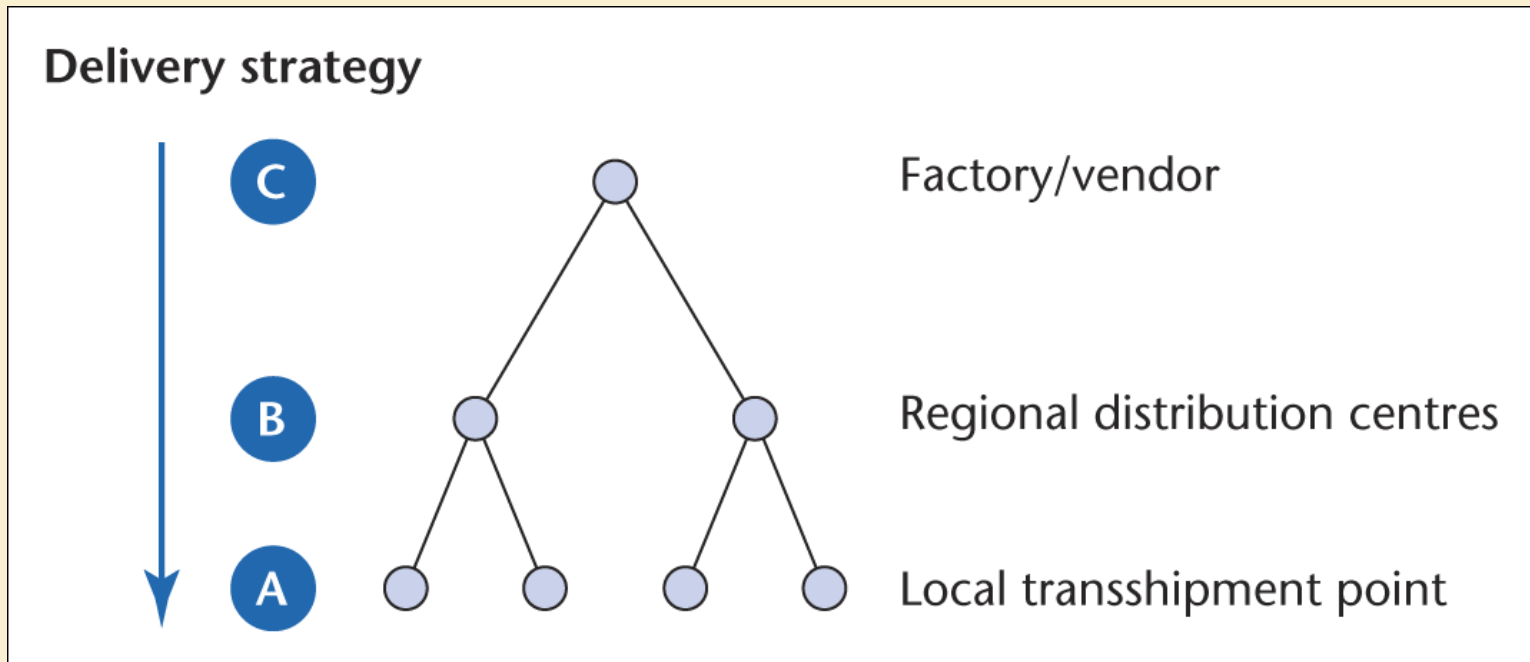 Delivery strategy
C Factory/vendor
B Regional distribution centres
A Local transshipment point